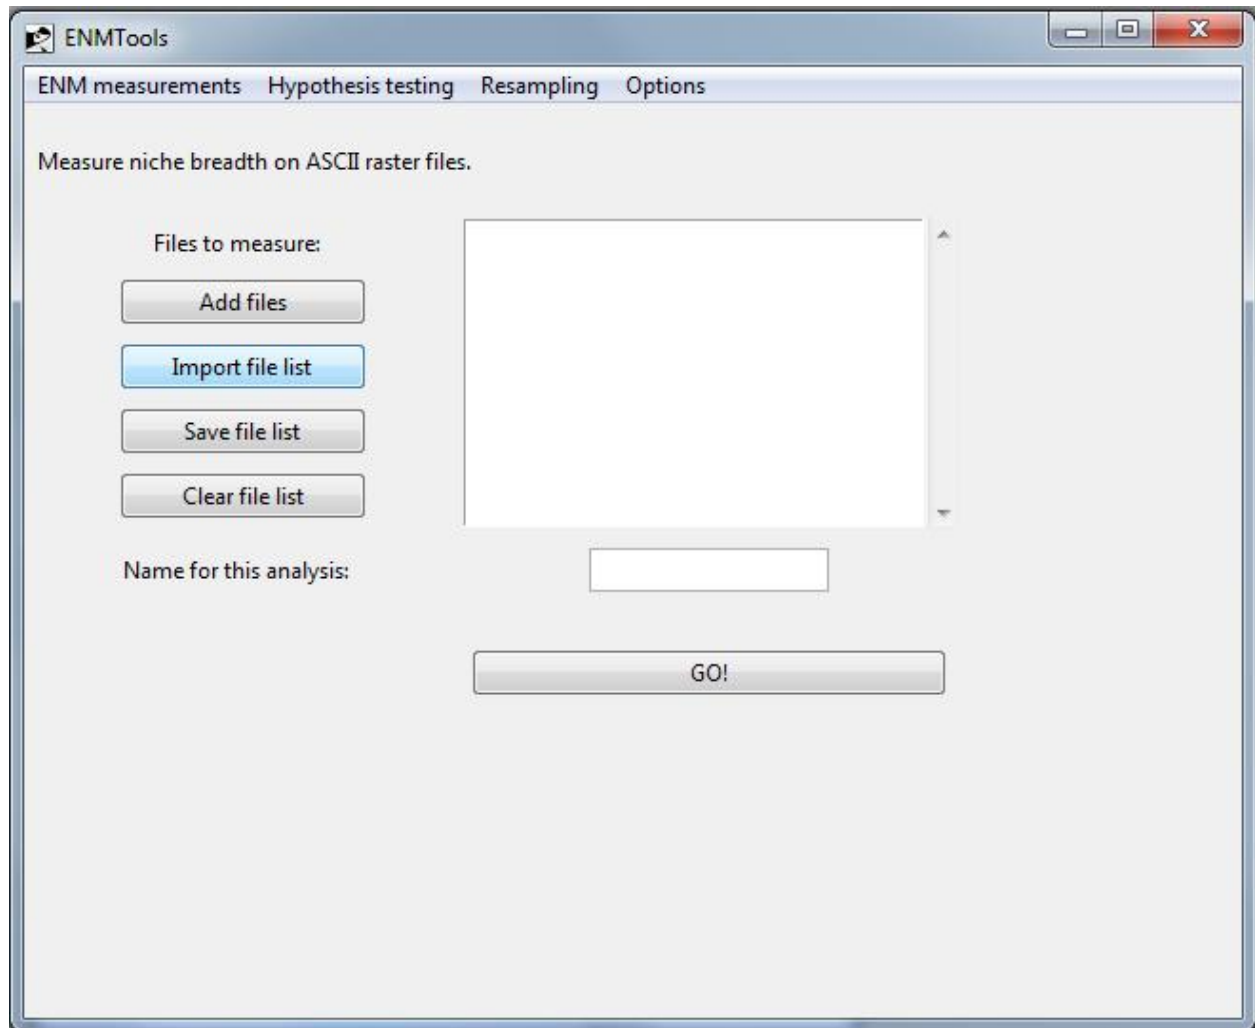 ENMTools
ENM measurements Hypothesis testing Resampling Options
Measure niche breadth on ASCII raster files.
Files to measure:
Add files
Import file list
Save file list
Clear file list
Name for this analysis:
GO!